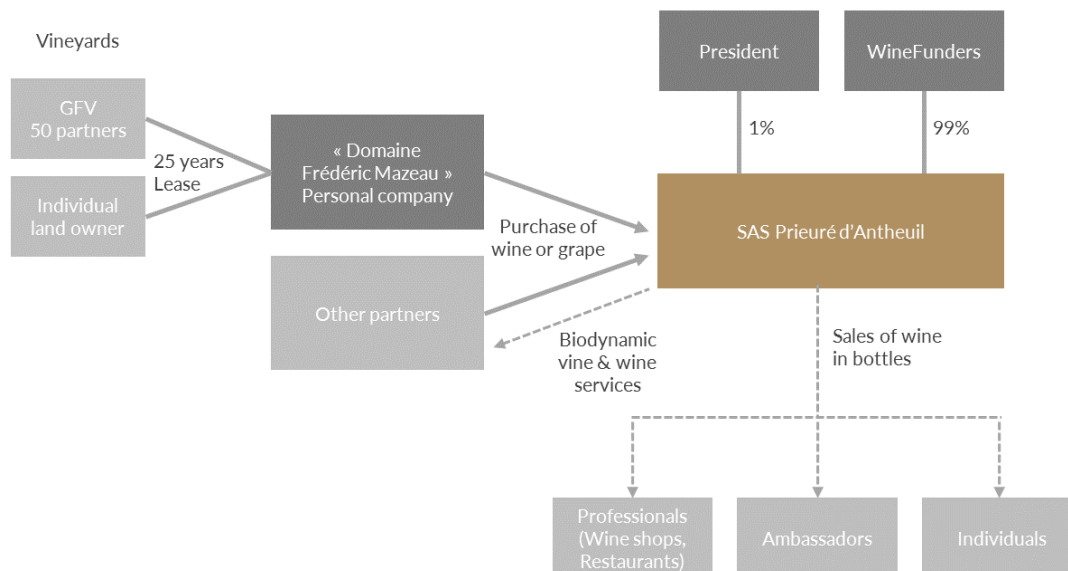 Vineyards
GFV
50 partners
Individual
land owner
25 years
Lease
« Domaine
Frédéric Mazeau »
Personal company
Other partners
Purchase of
wine or grape
Biodynamic
vine & wine
services
President
WineFunders
1%
99%
SAS Prieuré d'Antheuil
Sales of wine
in bottles
Professionals
(Wine shops,
Restaurants)
Ambassadors
Individuals